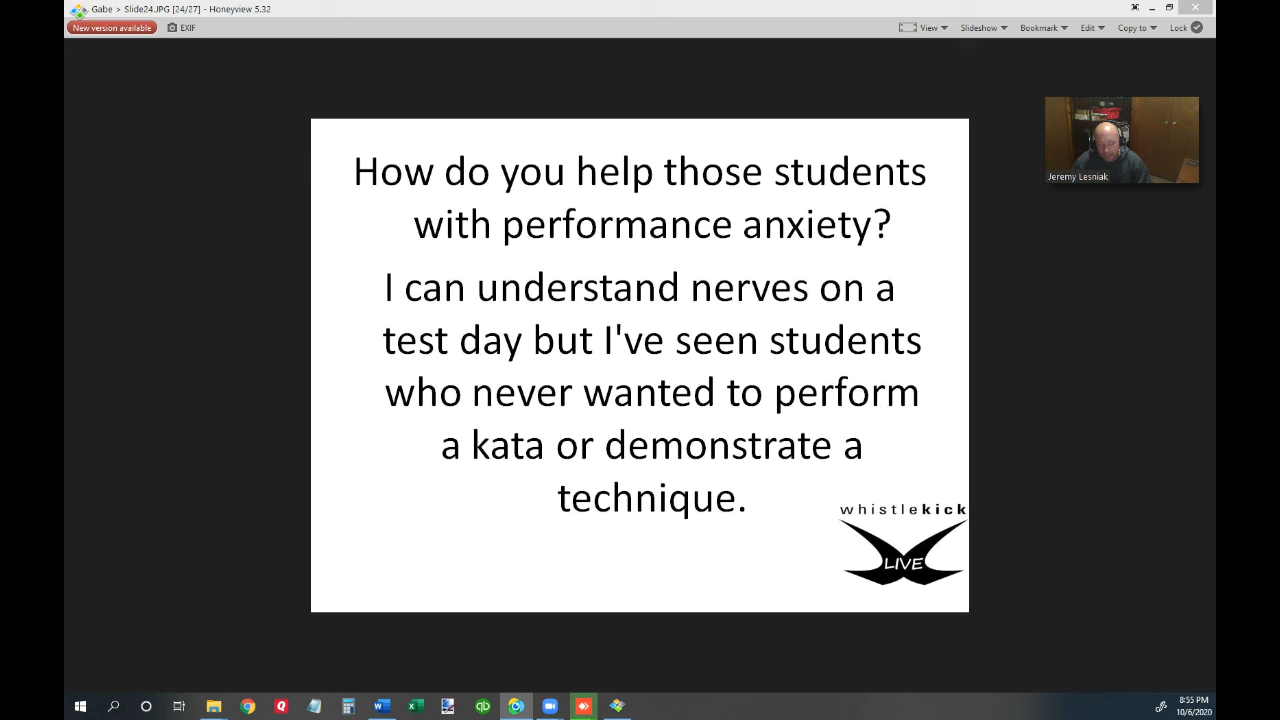 Gabe > Slide24.JPG [24/27] - Honeyview 5.32
New version available
EXIF
View
Slideshow
Bookmark
Edit
Copy to
Lock
How do you help those students
with performance anxiety?
I can understand nerves on a
test day but I've seen students
who never wanted to perform
a kata or demonstrate a
technique.
whistlekick
LIVE
Jeremy Lesniak
8:55 PM
10/6/2020